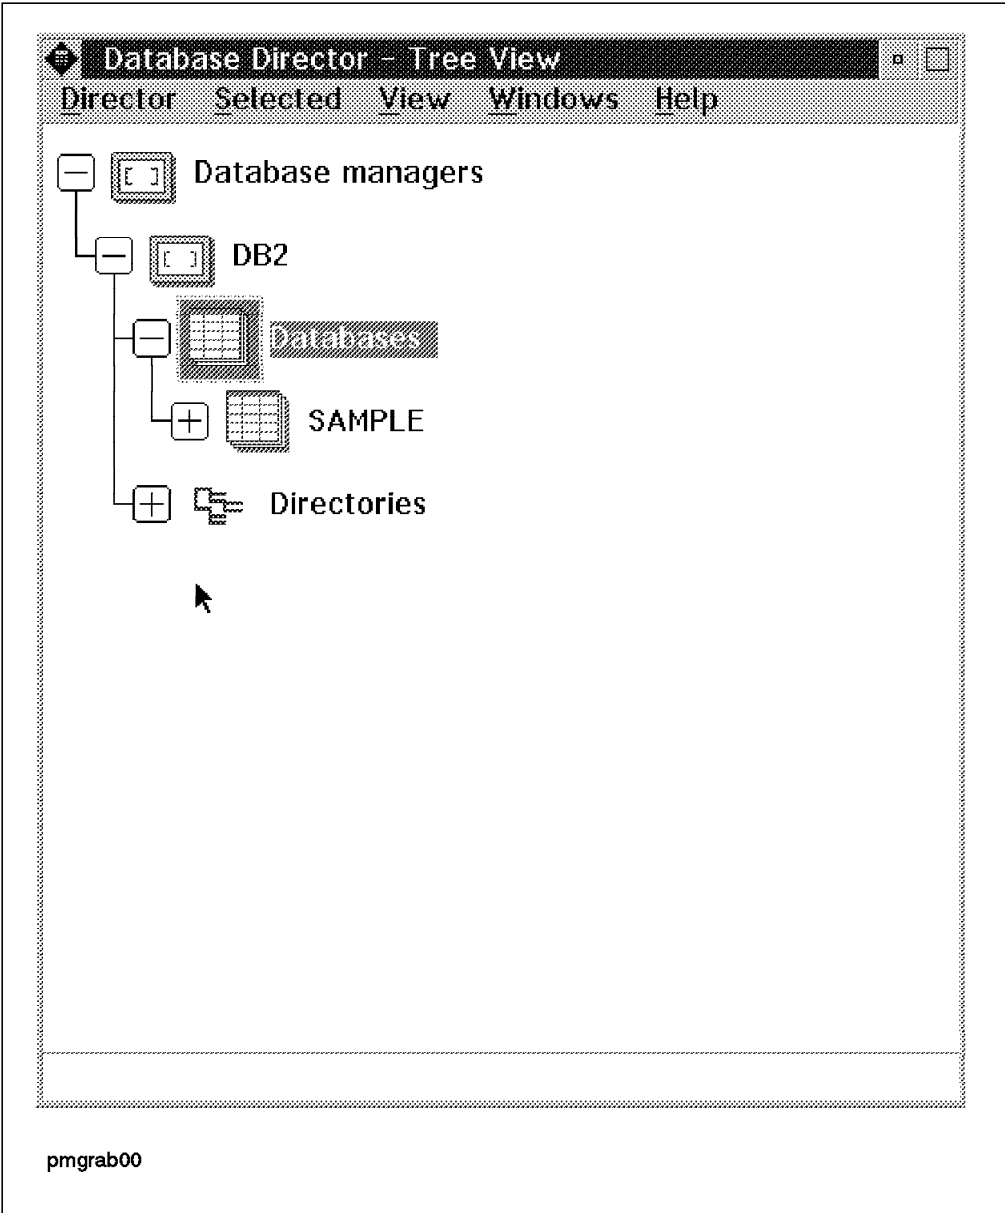 Database Director - Tree View
Director Selected View Windows Help
Database managers
DB2
Databases
SAMPLE
Directories
pmgrab00